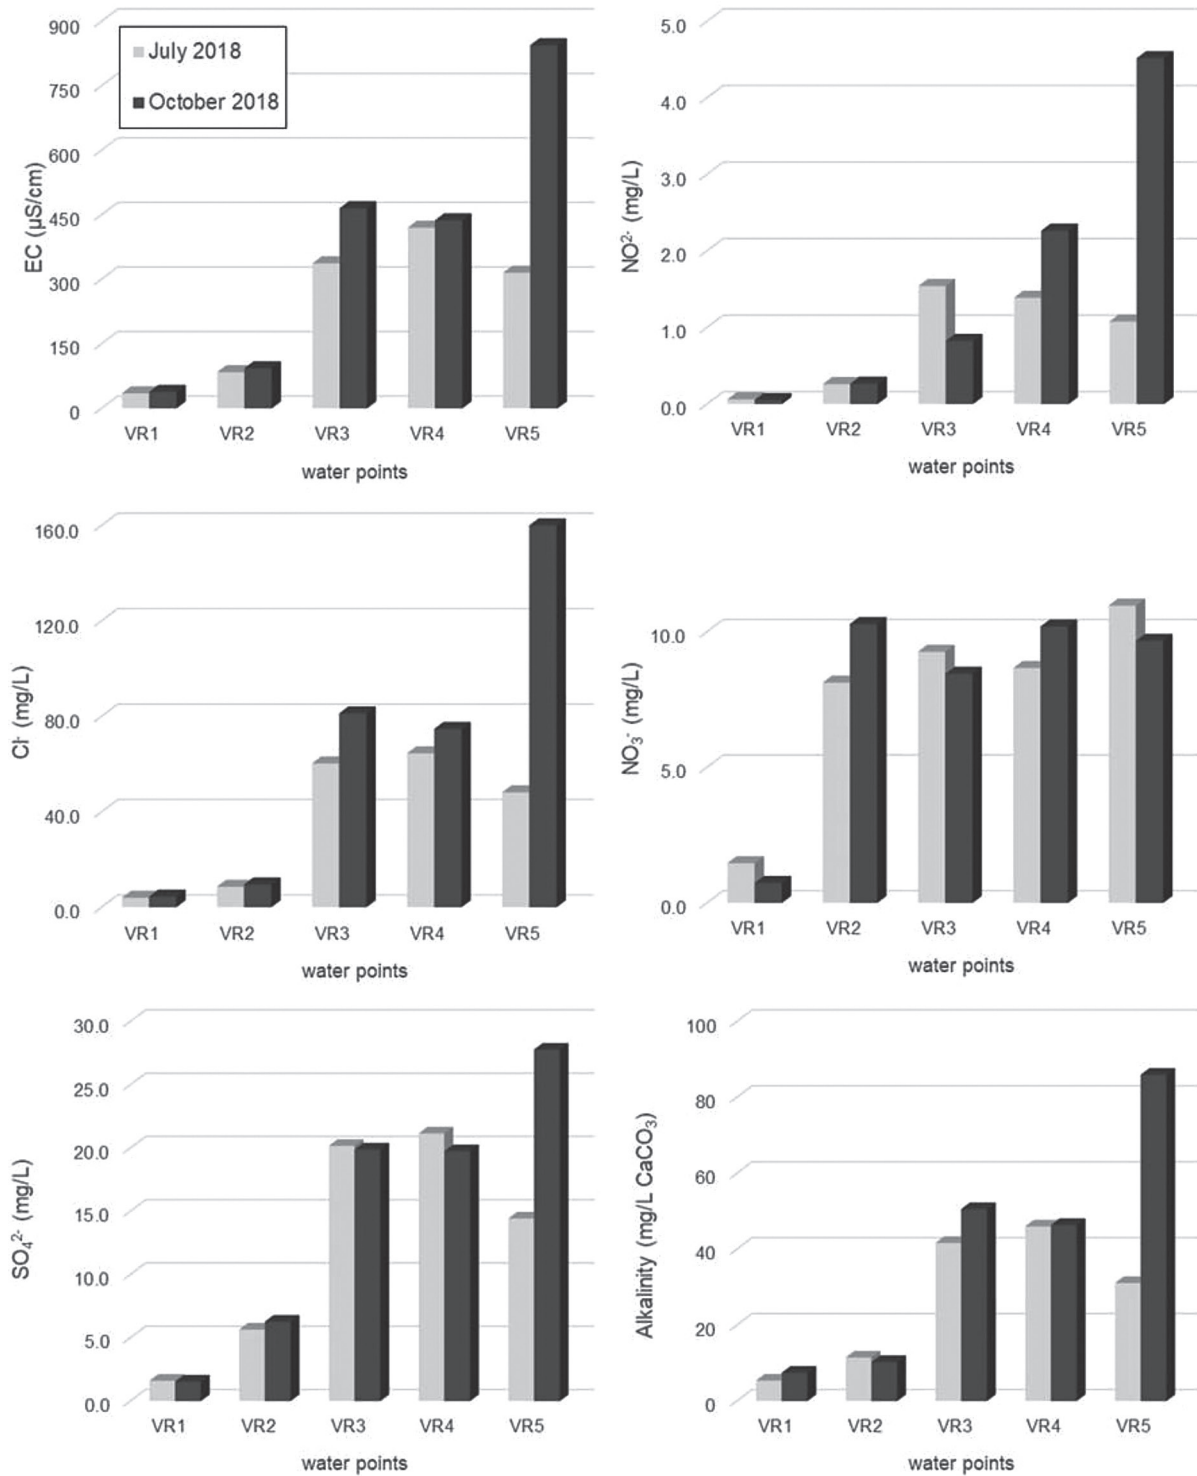 900
750
600
450
300
150
0
EC (µS/cm)
July 2018
October 2018
VR1 VR2 VR3 VR4 VR5
water points
5.0
4.0
3.0
2.0
1.0
0.0
NO²⁻ (mg/L)
VR1 VR2 VR3 VR4 VR5
water points
160.0
120.0
80.0
40.0
0.0
Cl⁻ (mg/L)
VR1 VR2 VR3 VR4 VR5
water points
10.0
5.0
0.0
NO₃⁻ (mg/L)
VR1 VR2 VR3 VR4 VR5
water points
30.0
25.0
20.0
15.0
10.0
5.0
0.0
SO₄²⁻ (mg/L)
VR1 VR2 VR3 VR4 VR5
water points
100
80
60
40
20
0
Alkalinity (mg/L CaCO₃)
VR1 VR2 VR3 VR4 VR5
water points